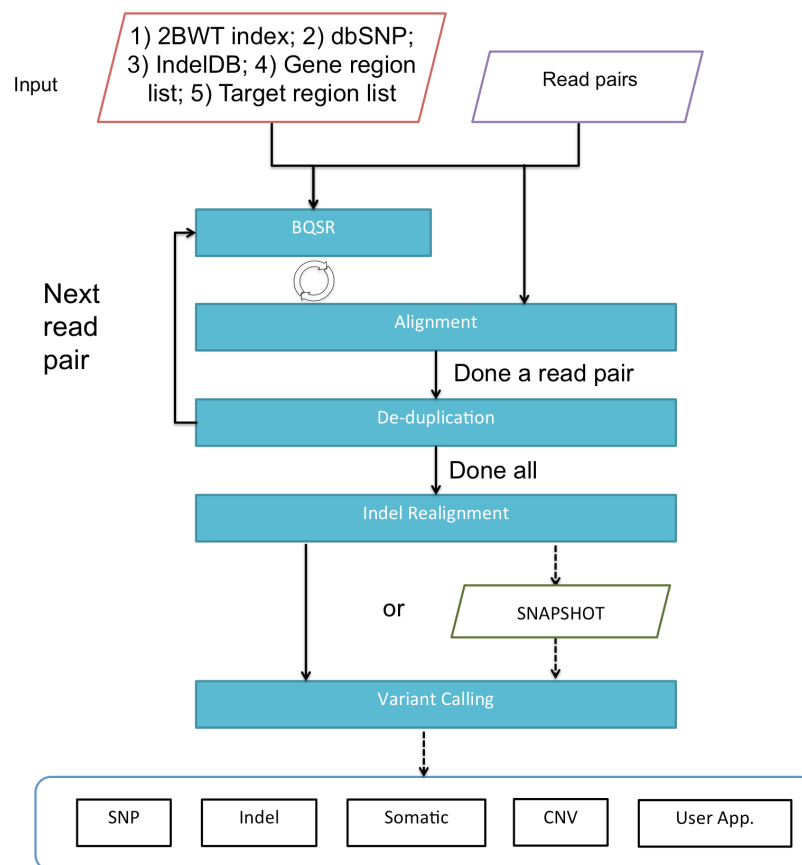 1) 2BWT index; 2) dbSNP;
3) IndelDB; 4) Gene region
list; 5) Target region list
Input
Read pairs
BQSR
Next
read
pair
Alignment
Done a read pair
De-duplication
Done all
Indel Realignment
or
SNAPSHOT
Variant Calling
SNP
Indel
Somatic
CNV
User App.